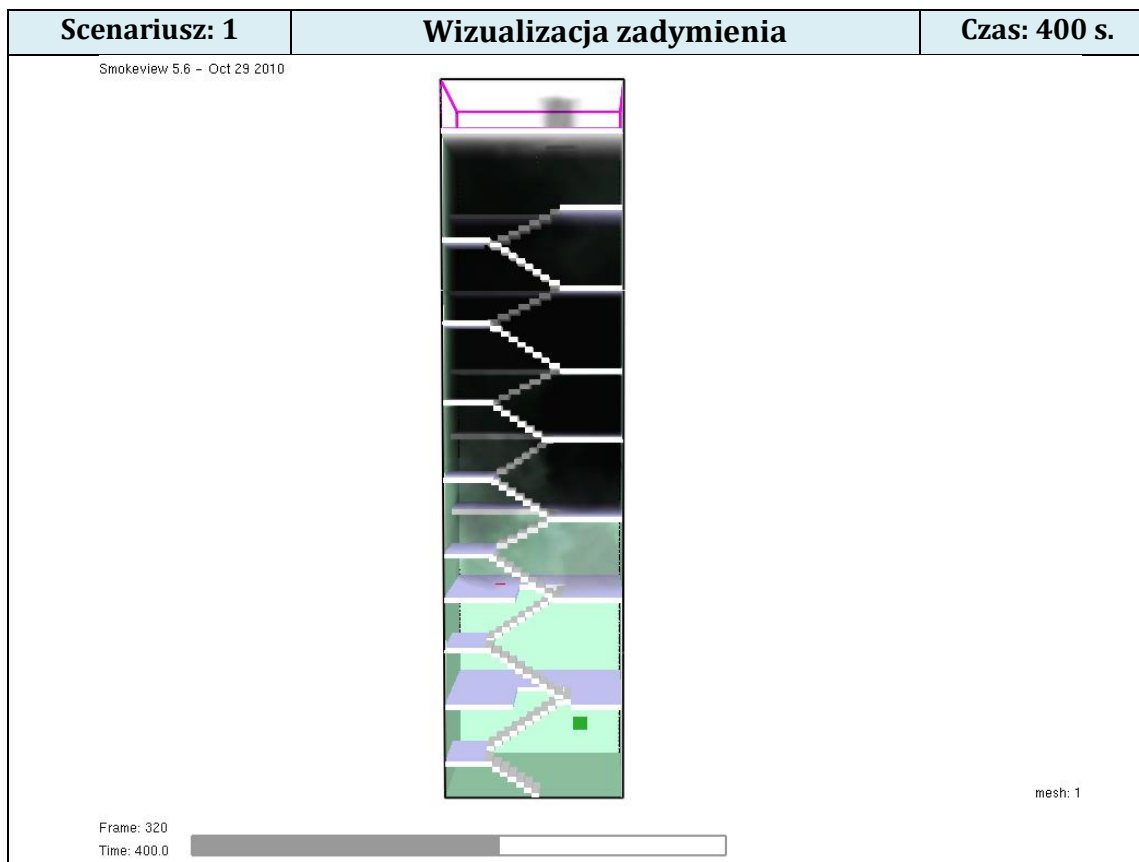 Scenariusz: 1 Wizualizacja zadymienia Czas: 400 s.
Smokeview 5.6 – Oct 29 2010
mesh: 1
Frame: 320
Time: 400.0